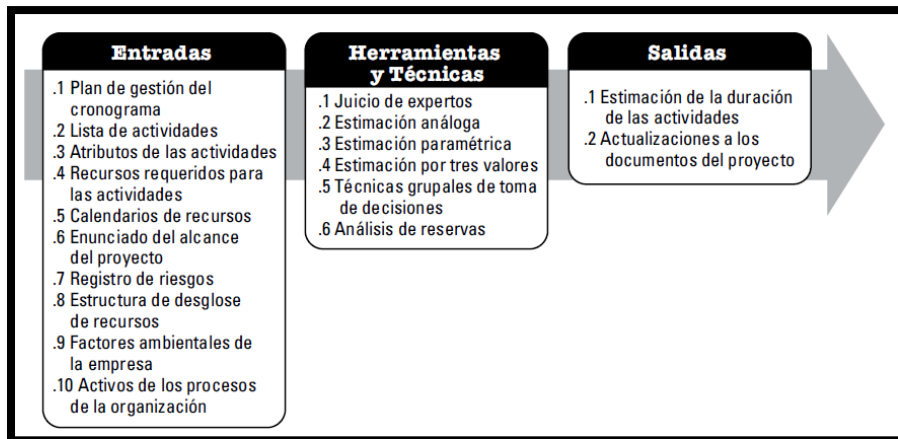 Entradas
.1 Plan de gestión del
cronograma
.2 Lista de actividades
.3 Atributos de las actividades
.4 Recursos requeridos para
las actividades
.5 Calendarios de recursos
.6 Enunciado del alcance
del proyecto
.7 Registro de riesgos
.8 Estructura de desglose
de recursos
.9 Factores ambientales de
la empresa
.10 Activos de los procesos
de la organización
Herramientas
y Técnicas
.1 Juicio de expertos
.2 Estimación análoga
.3 Estimación paramétrica
.4 Estimación por tres valores
.5 Técnicas grupales de toma
de decisiones
.6 Análisis de reservas
Salidas
.1 Estimación de la duración
de las actividades
.2 Actualizaciones a los
documentos del proyecto